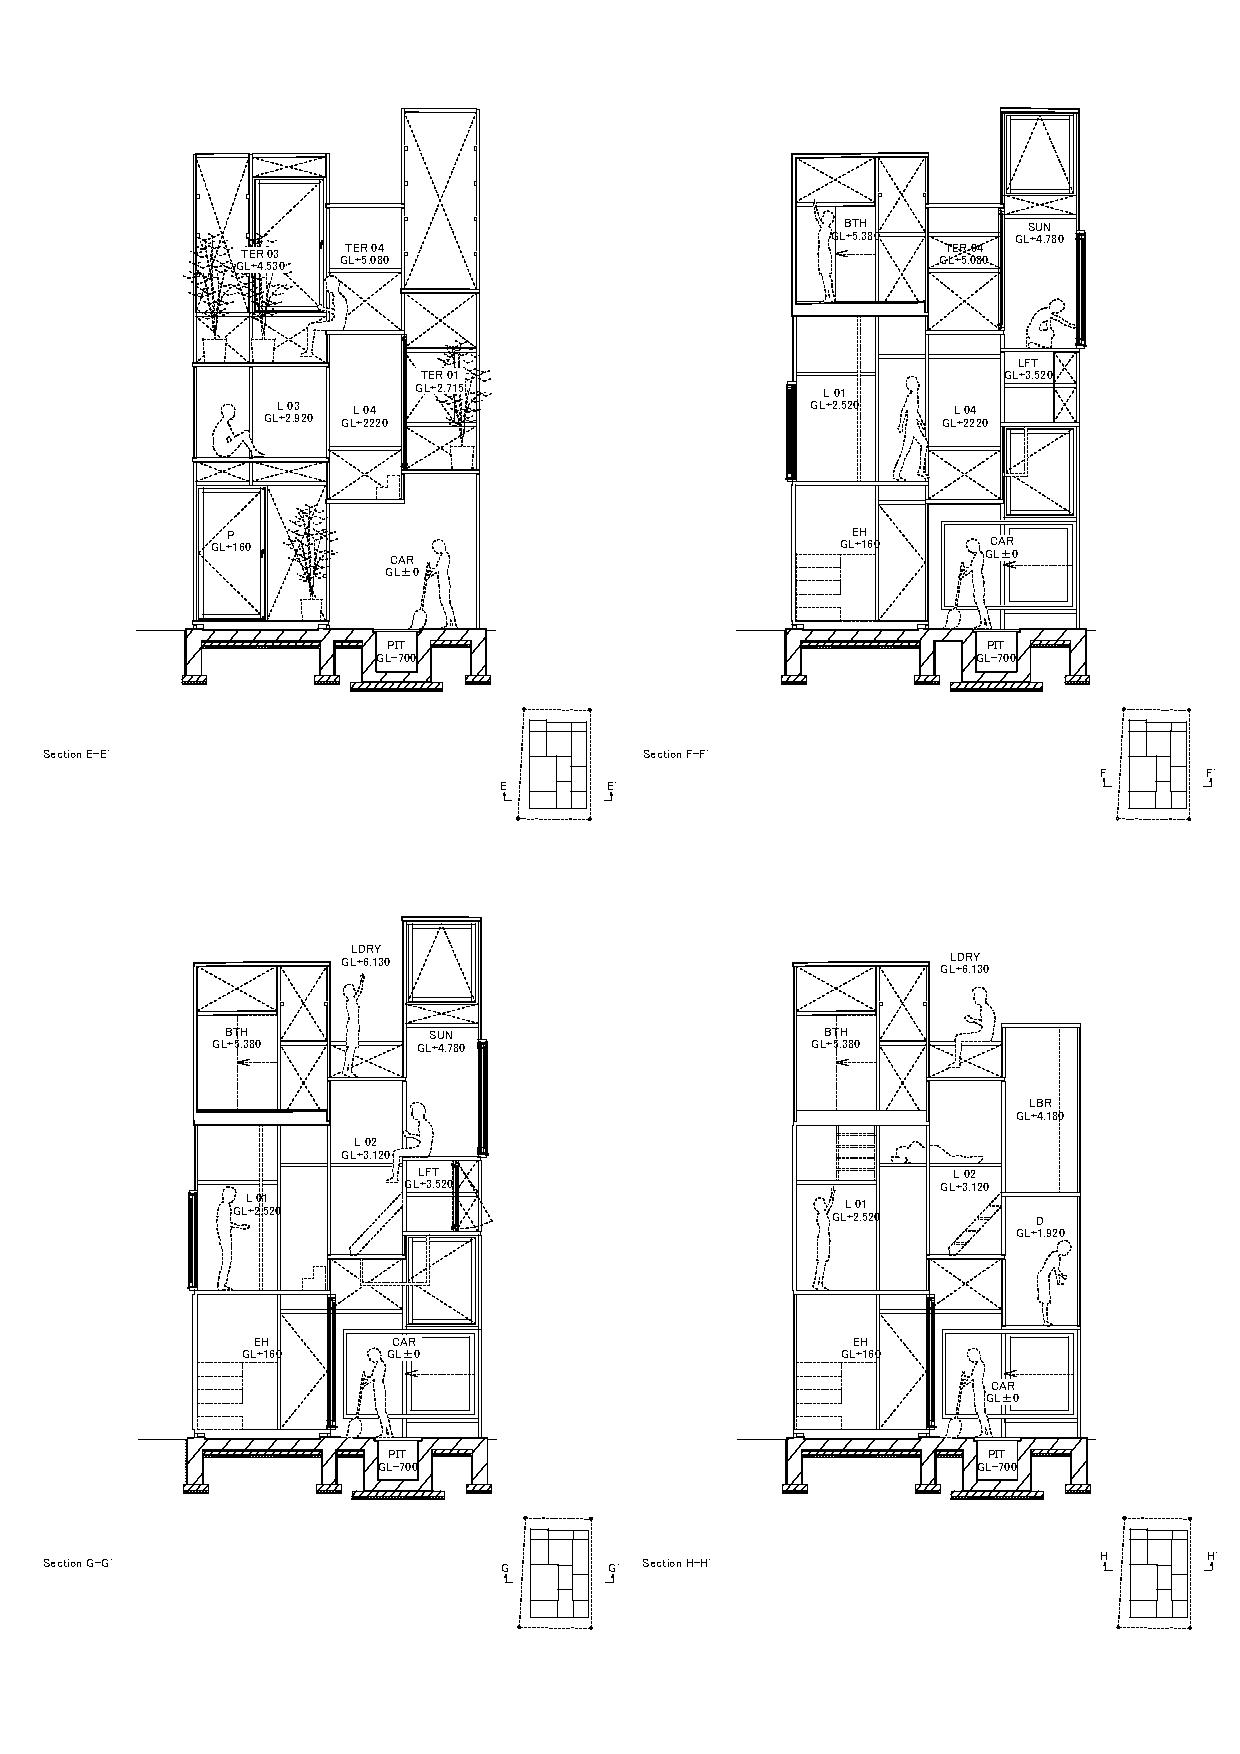 TER 03
GL+4.530
TER 04
GL+5.080
TER 01
GL+2.715
L 03
GL+2.920
L 04
GL+2220
P
GL+160
CAR
GL±0
PIT
GL-700
Section E-E'
E
E'
BTH
GL+5.38
TER 04
GL+5.080
SUN
GL+4.780
LFT
GL+3.520
L 01
GL+2.520
L 04
GL+2220
EH
GL+160
CAR
GL±0
PIT
GL-700
Section F-F'
F
F'
LDRY
GL+6.130
BTH
GL+5.380
SUN
GL+4.780
L 02
GL+3.120
LFT
GL+3.520
L 01
GL+2.520
EH
GL+160
CAR
GL±0
PIT
GL-700
Section G-G'
G
G'
LDRY
GL+6.130
BTH
GL+5.380
LBR
GL+4.180
L 02
GL+3.120
L 01
GL+2.520
D
GL+1.920
EH
GL+160
CAR
GL±0
PIT
GL-700
Section H-H'
H
H'